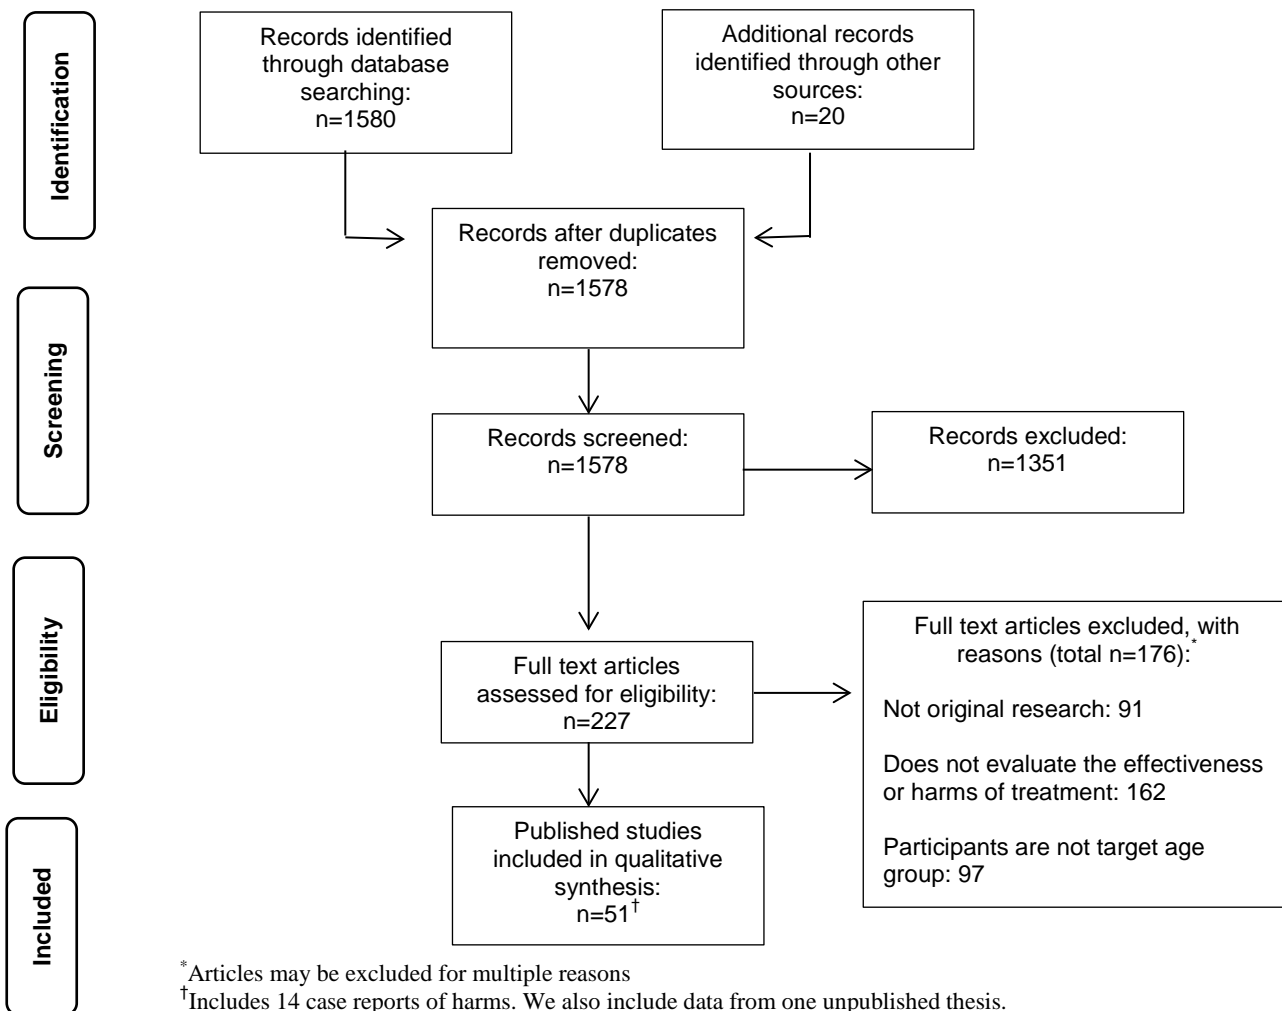 Identification
Records identified
through database
searching:
n=1580
Additional records
identified through other
sources:
n=20
Records after duplicates
removed:
n=1578
Screening
Records screened:
n=1578
Records excluded:
n=1351
Eligibility
Full text articles
assessed for eligibility:
n=227
Full text articles excluded, with
reasons (total n=176):*
Not original research: 91
Does not evaluate the effectiveness
or harms of treatment: 162
Participants are not target age
group: 97
Included
Published studies
included in qualitative
synthesis:
n=51†
*Articles may be excluded for multiple reasons
†Includes 14 case reports of harms. We also include data from one unpublished thesis.